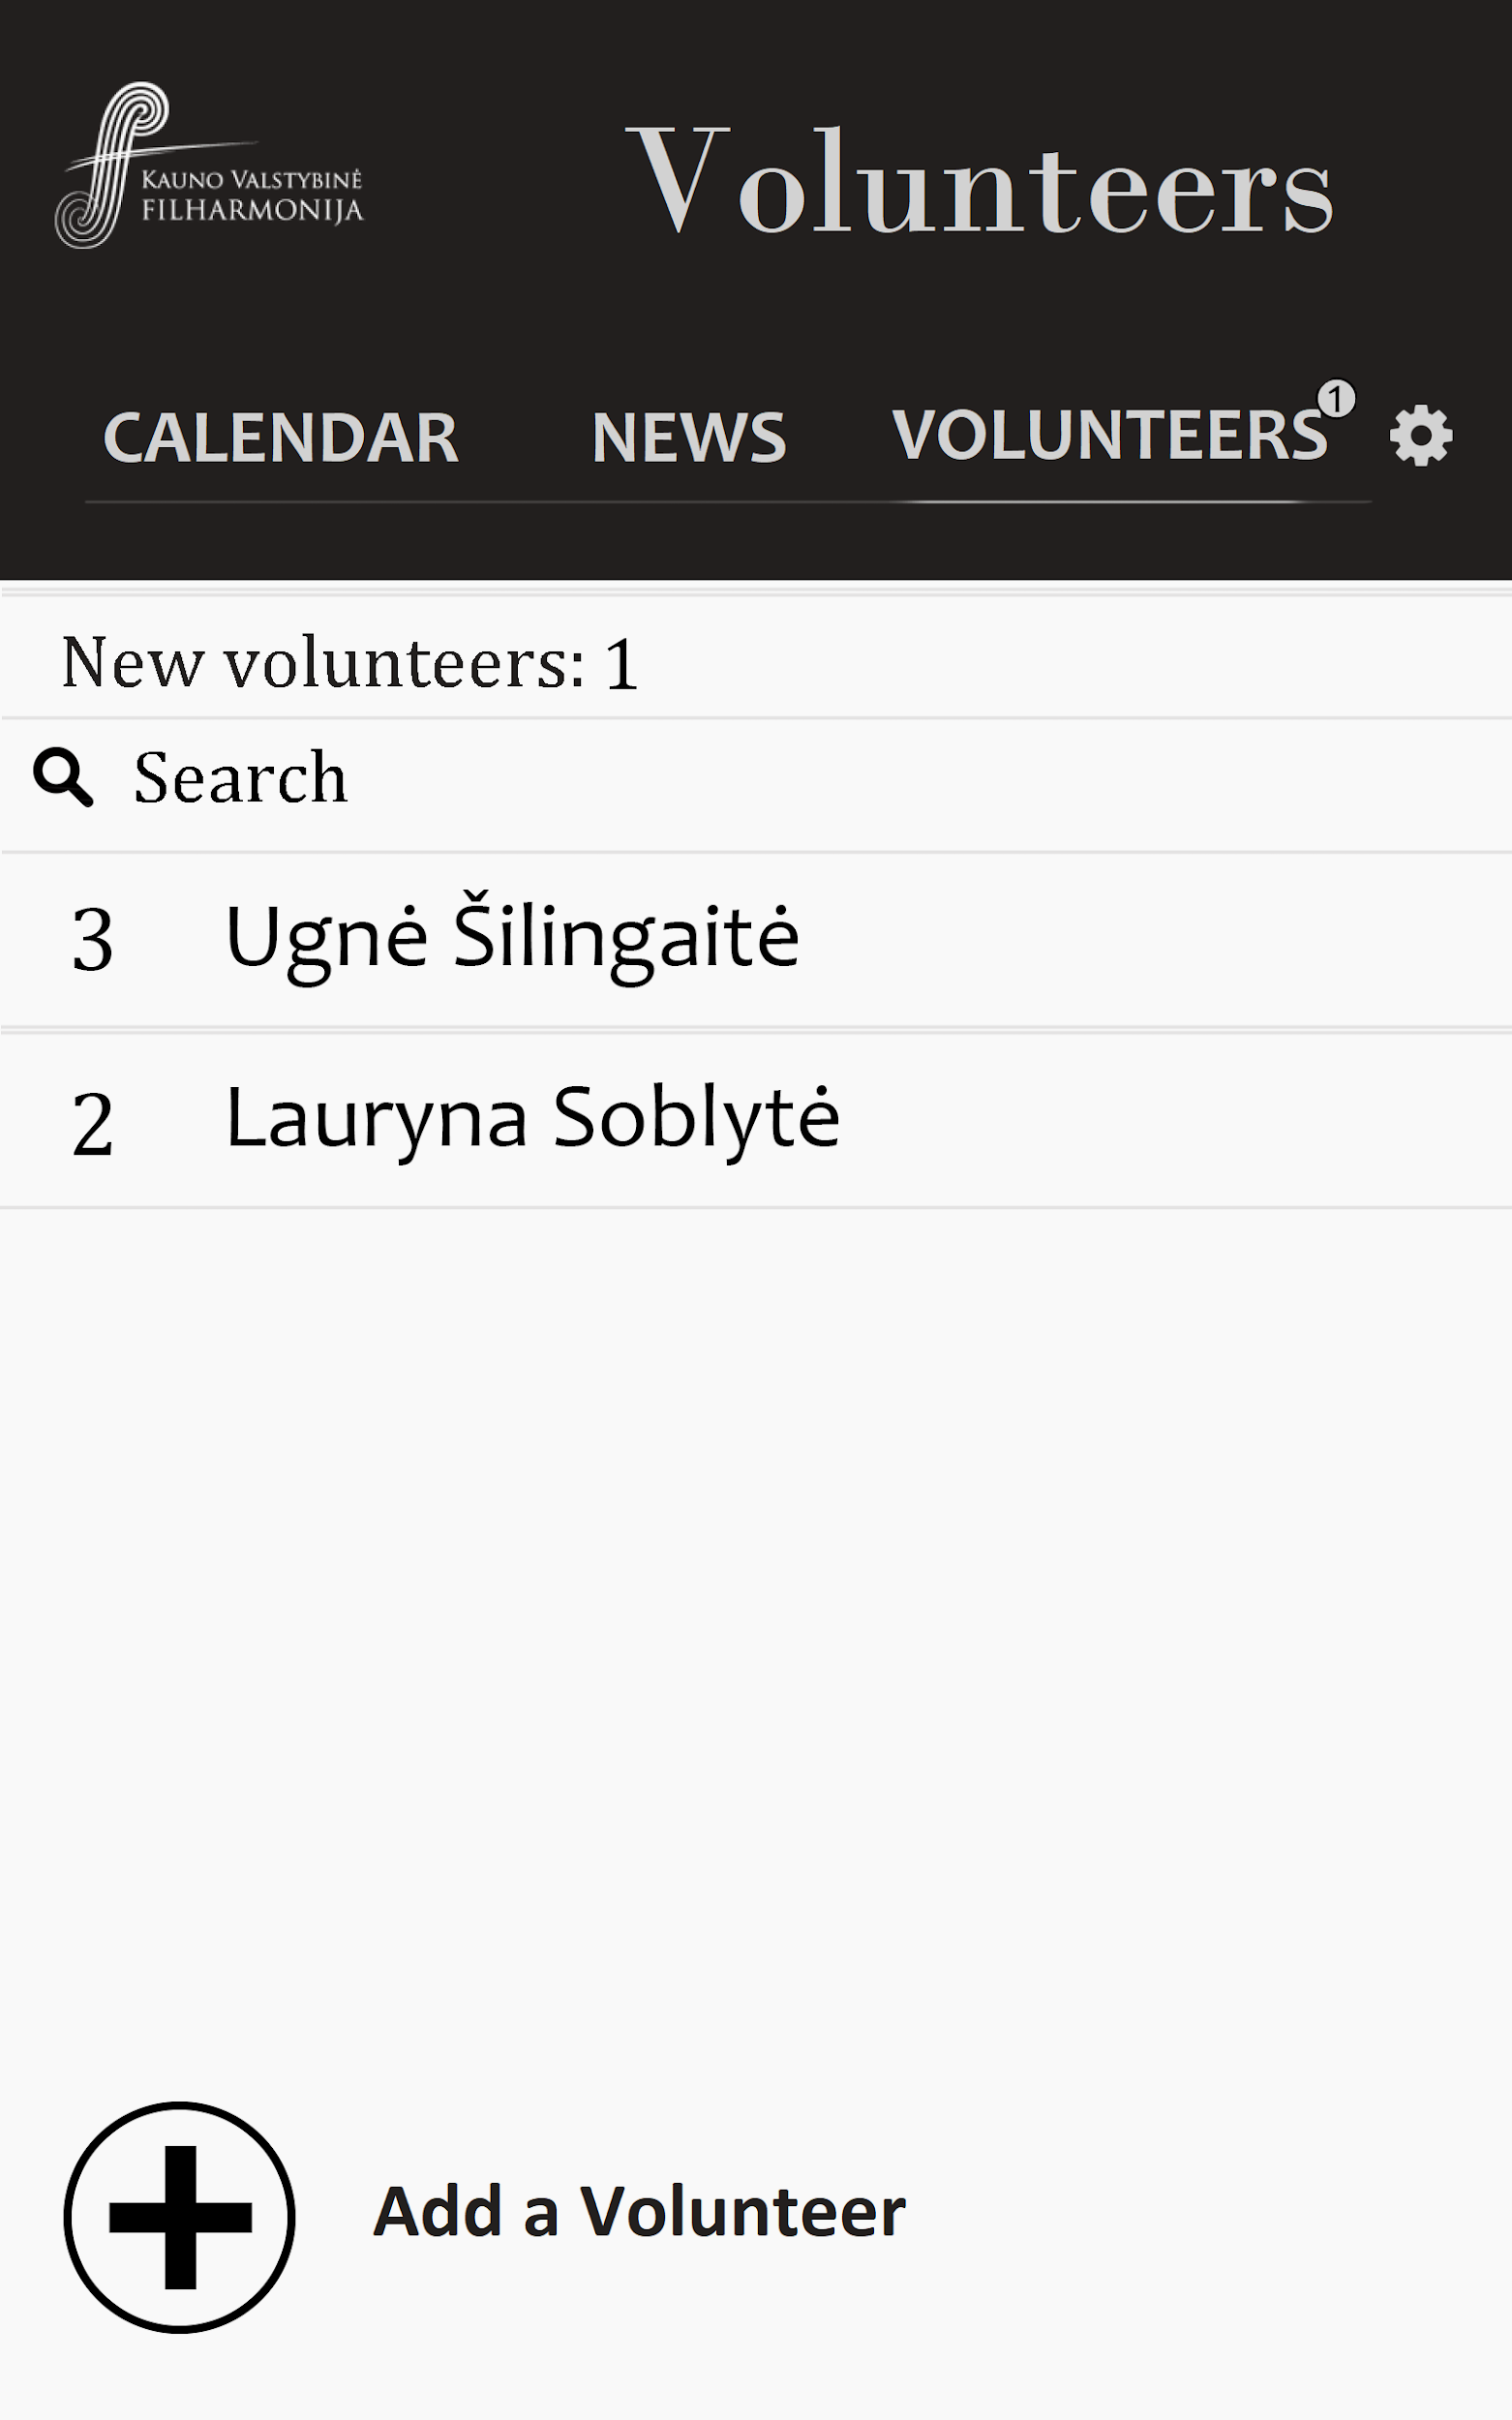 KAUNO VALSTYBINĖ
FILHARMONIJA
Volunteers
CALENDAR NEWS VOLUNTEERS 1
New volunteers: 1
Search
3 Ugnė Šilingaitė
2 Lauryna Soblytė
Add a Volunteer